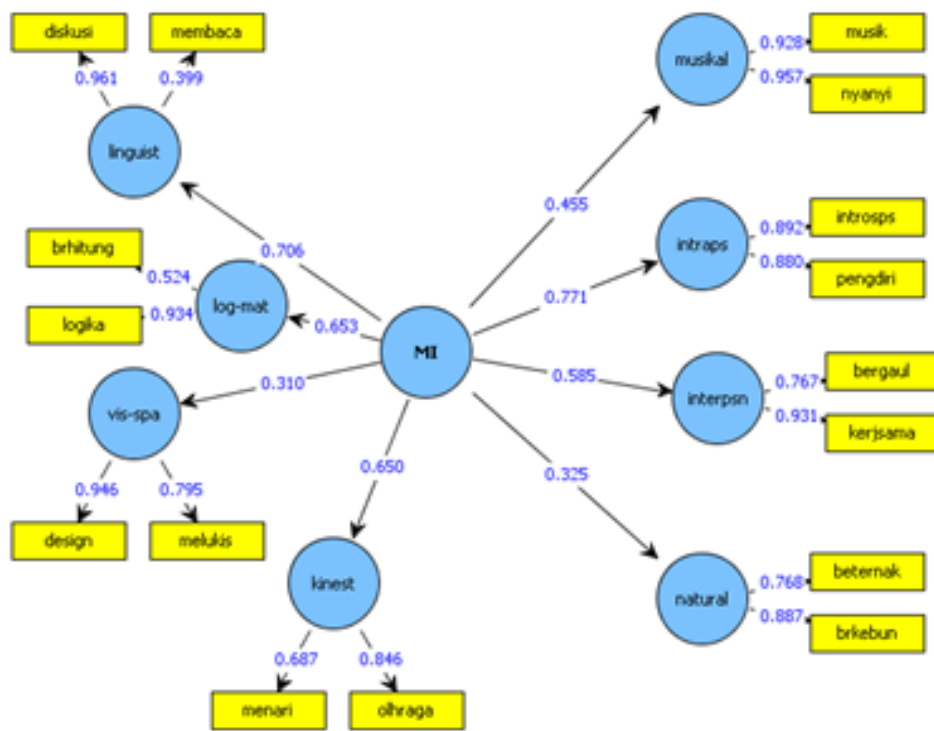 diskusi
membaca
0.961
0.399
linguist
0.706
brhitung
0.524
log-mat
logika
0.934
0.653
MI
vis-spa
0.310
0.946
0.795
design
melukis
0.650
kinest
0.687
0.846
menari
olhraga
musikal
0.928
musik
0.957
nyanyi
0.455
intraps
0.892
introsps
0.880
pengdiri
0.771
0.585
interpsn
0.767
bergaul
0.931
kerjsama
0.325
natural
0.768
beternak
0.887
brkebun